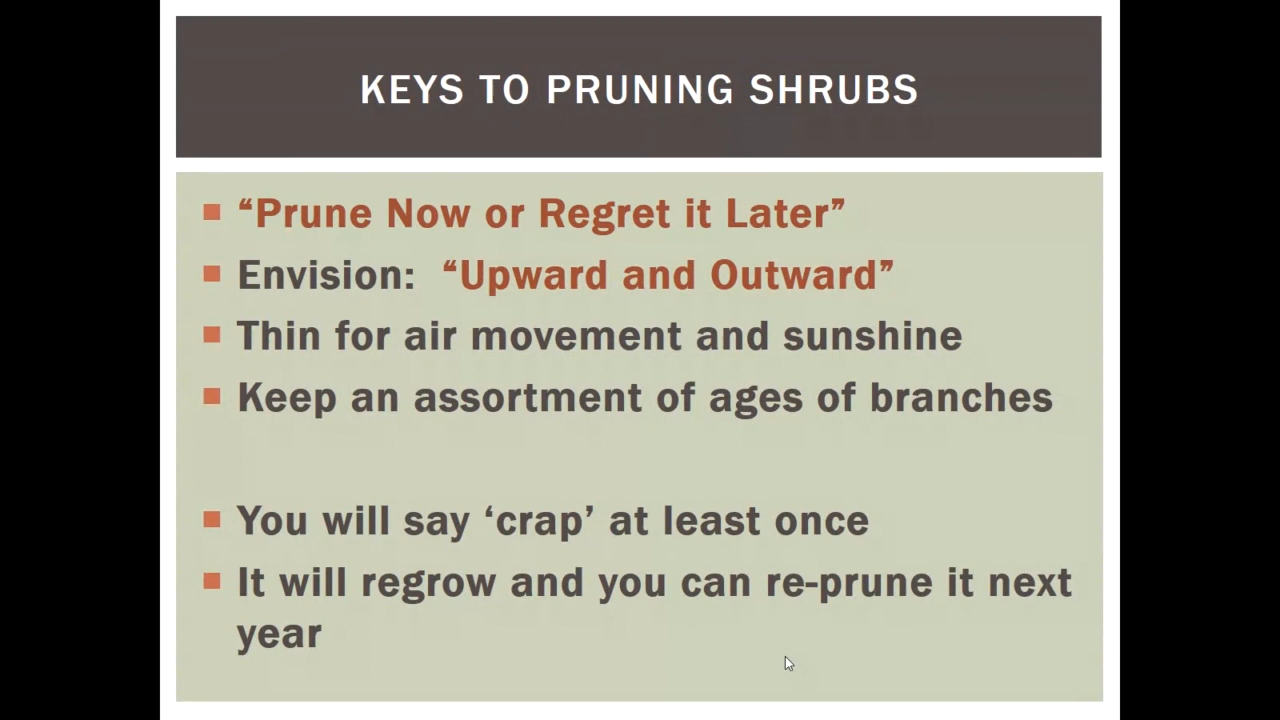 KEYS TO PRUNING SHRUBS
“Prune Now or Regret it Later”
Envision: “Upward and Outward”
Thin for air movement and sunshine
Keep an assortment of ages of branches
You will say ‘crap’ at least once
It will regrow and you can re-prune it next
year